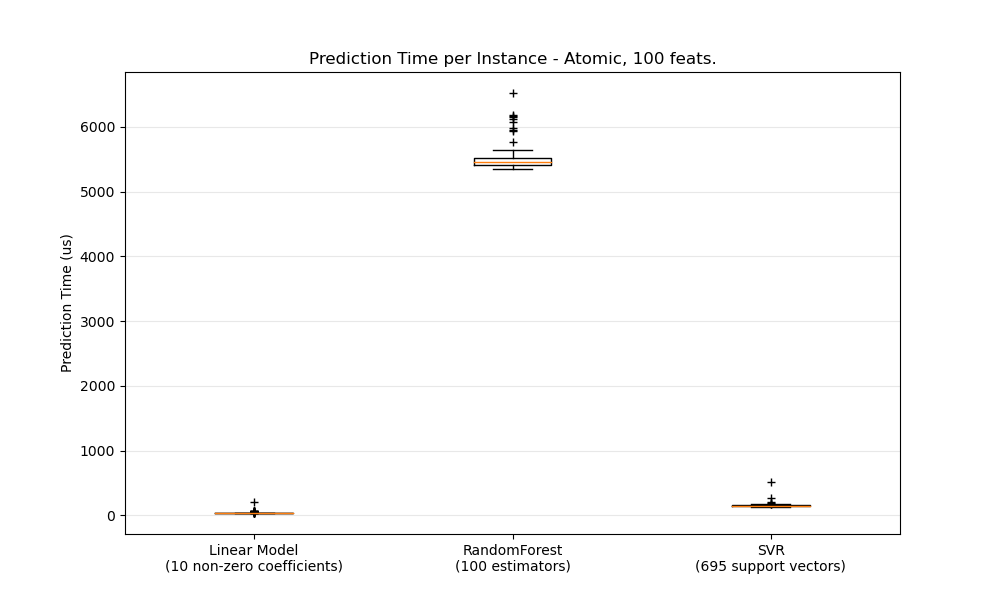 Prediction Time per Instance - Atomic, 100 feats.
Prediction Time (us)
6000
5000
4000
3000
2000
1000
0
Linear Model
(10 non-zero coefficients)
RandomForest
(100 estimators)
SVR
(695 support vectors)